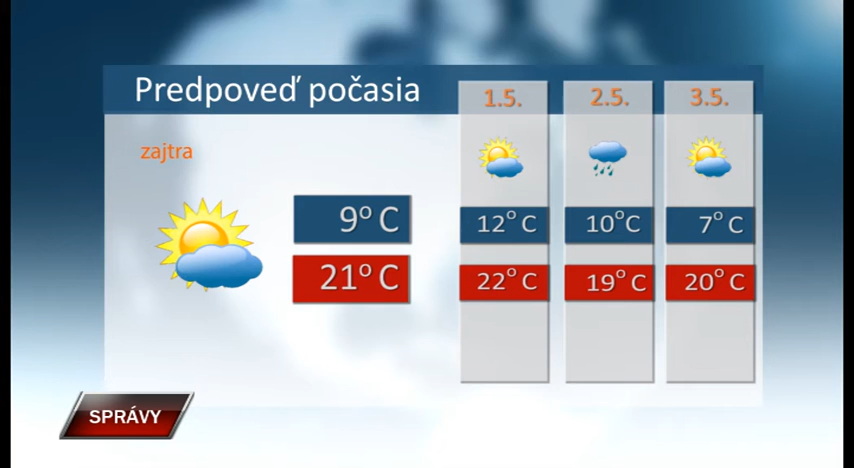 Predpoveď počasia
zajtra
9° C
21° C
1.5.
12° C
22° C
2.5.
10°C
19° C
3.5.
7° C
20° C
SPRÁVY